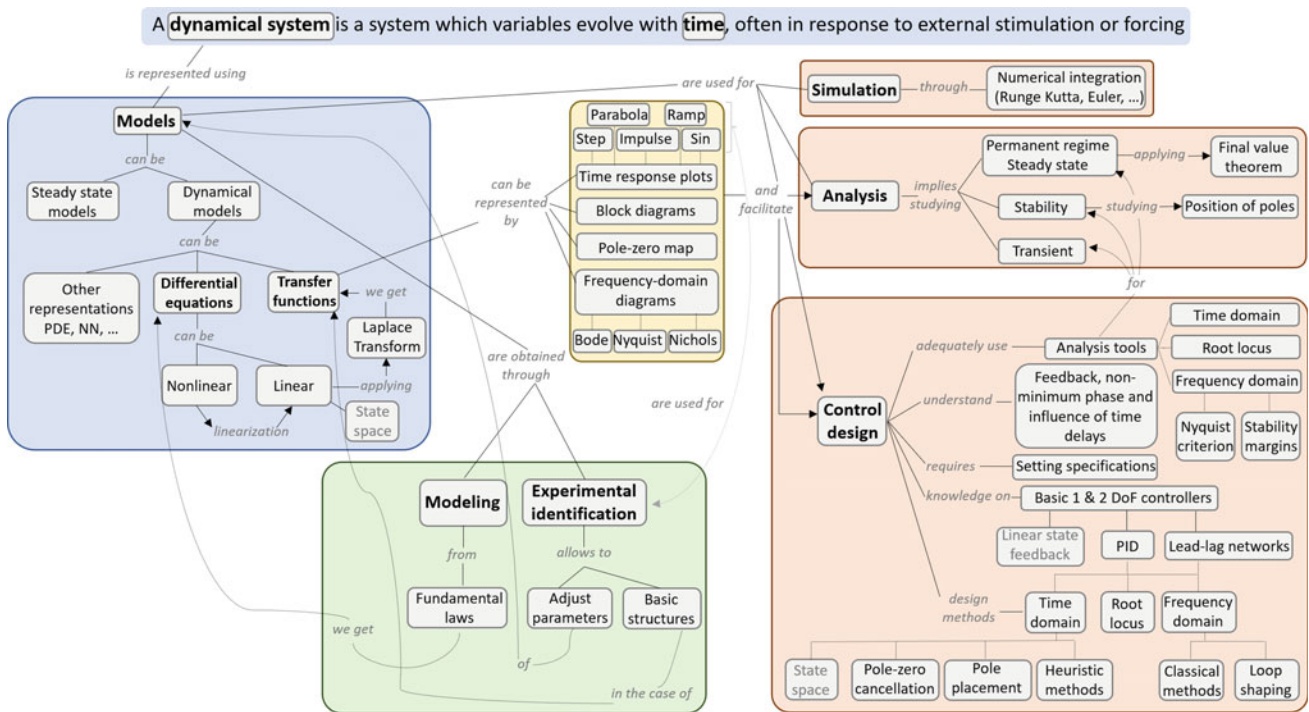 A dynamical system is a system which variables evolve with time, often in response to external stimulation or forcing
is represented using
Models
can be
Steady state
models
Dynamical
models
can be
Other
representations
PDE, NN, ...
Differential
equations
Transfer
functions
we get
can be
Laplace
Transform
Nonlinear
Linear
applying
linearization
State
space
are used for
Parabola
Ramp
Step
Impulse
Sin
can be
represented
by
Time response plots
Block diagrams
Pole-zero map
Frequency-domain
diagrams
Bode
Nyquist
Nichols
and
facilitate
are obtained
through
are used for
Modeling
Experimental
identification
from
allows to
Fundamental
laws
Adjust
parameters
Basic
structures
we get
of
in the case of
Simulation
through
Numerical integration
(Runge Kutta, Euler, ...)
Analysis
implies
studying
Permanent regime
Steady state
applying
Final value
theorem
Stability
studying
Position of poles
Transient
for
Control
design
adequately use
Analysis tools
Time domain
Root locus
Frequency domain
Nyquist
criterion
Stability
margins
understand
Feedback, non-
minimum phase and
influence of time
delays
requires
Setting specifications
knowledge on
Basic 1 & 2 DoF controllers
Linear state
feedback
PID
Lead-lag networks
design
methods
Time
domain
Root
locus
Frequency
domain
State
space
Pole-zero
cancellation
Pole
placement
Heuristic
methods
Classical
methods
Loop
shaping